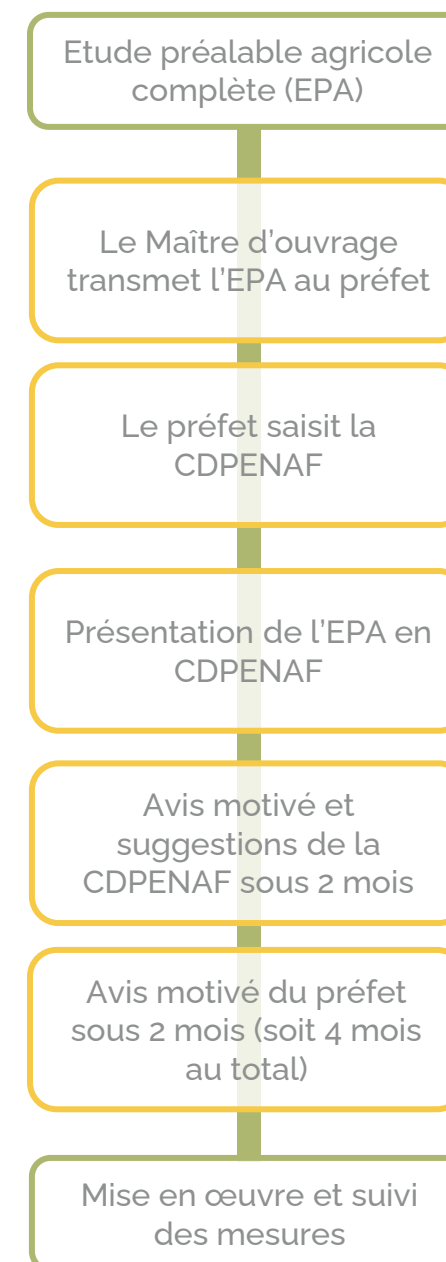 Etude préalable agricole
complète (EPA)
Le Maître d’ouvrage
transmet l’EPA au préfet
Le préfet saisit la
CDPENAF
Présentation de l’EPA en
CDPENAF
Avis motivé et
suggestions de la
CDPENAF sous 2 mois
Avis motivé du préfet
sous 2 mois (soit 4 mois
au total)
Mise en œuvre et suivi
des mesures